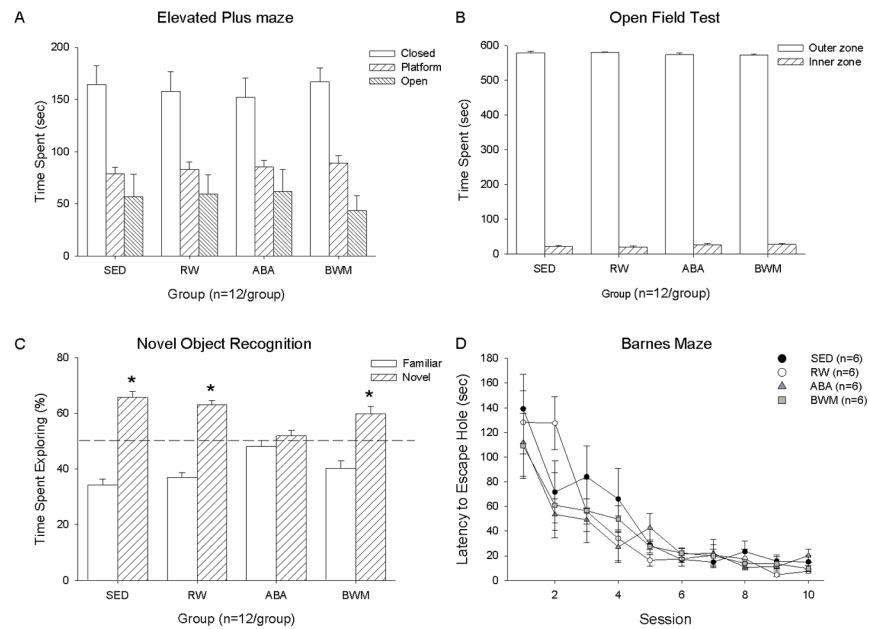 A
Elevated Plus maze
Closed
Platform
Open
200
150
100
50
0
Time Spent (sec)
SED RW ABA BWM
Group (n=12/group)
B
Open Field Test
Outer zone
Inner zone
600
500
400
300
200
100
0
Time Spent (sec)
SED RW ABA BWM
Group (n=12/group)
C
Novel Object Recognition
Familiar
Novel
80
60
40
20
0
Time Spent Exploring (%)
* * *
SED RW ABA BWM
Group (n=12/group)
D
Barnes Maze
SED (n=6)
RW (n=6)
ABA (n=6)
BWM (n=6)
180
160
140
120
100
80
60
40
20
0
Latency to Escape Hole (sec)
2 4 6 8 10
Session